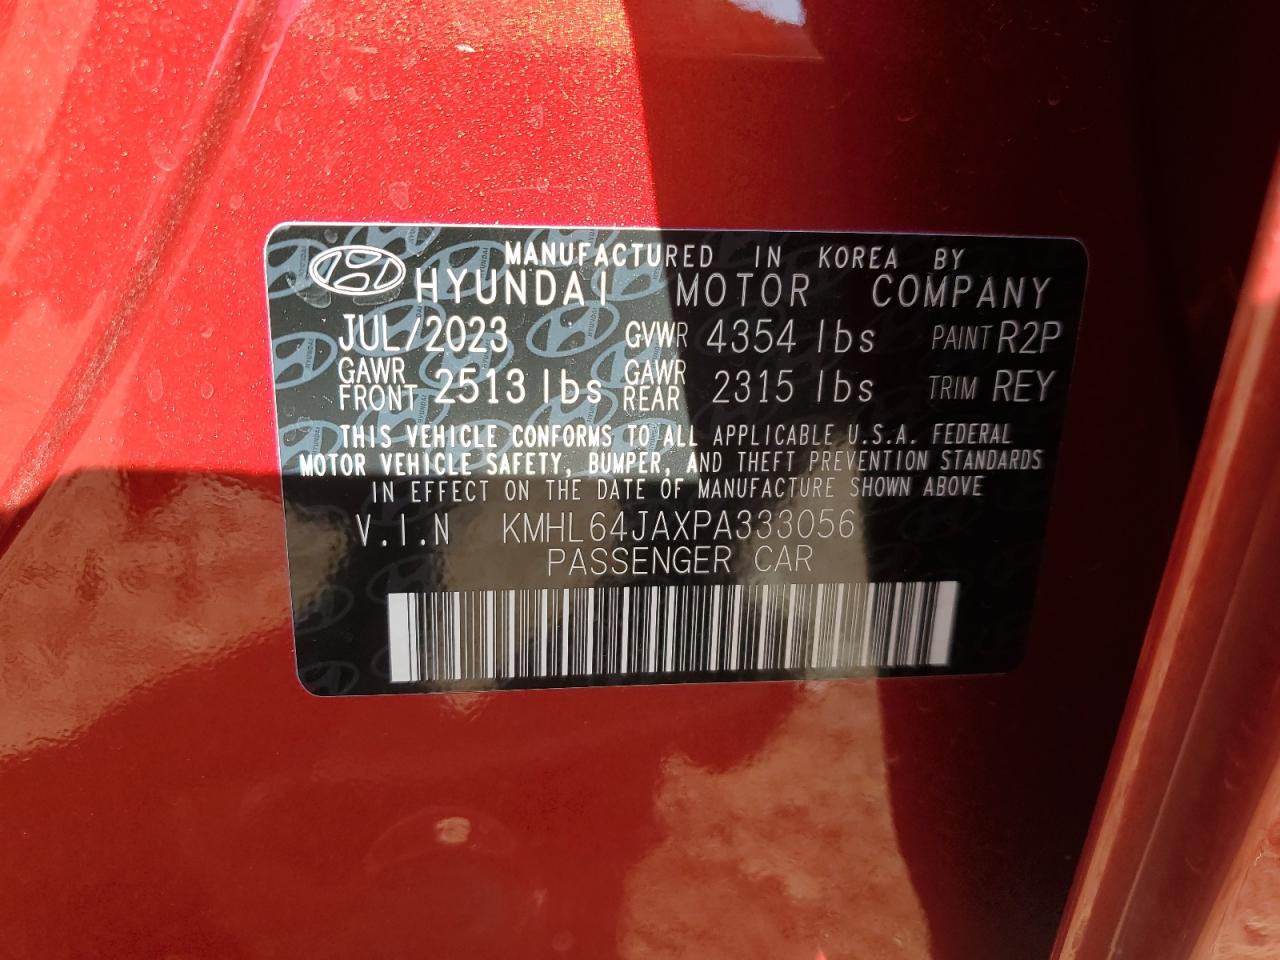 MANUFACTURED IN KOREA BY
HYUNDAI MOTOR COMPANY
JUL/2023 GVWR 4354 lbs PAINT R2P
GAWR FRONT 2513 lbs GAWR REAR 2315 lbs TRIM REY
THIS VEHICLE CONFORMS TO ALL APPLICABLE U.S.A. FEDERAL
MOTOR VEHICLE SAFETY, BUMPER, AND THEFT PREVENTION STANDARDS
IN EFFECT ON THE DATE OF MANUFACTURE SHOWN ABOVE
V.I.N KMHL64JAXPA333056
PASSENGER CAR